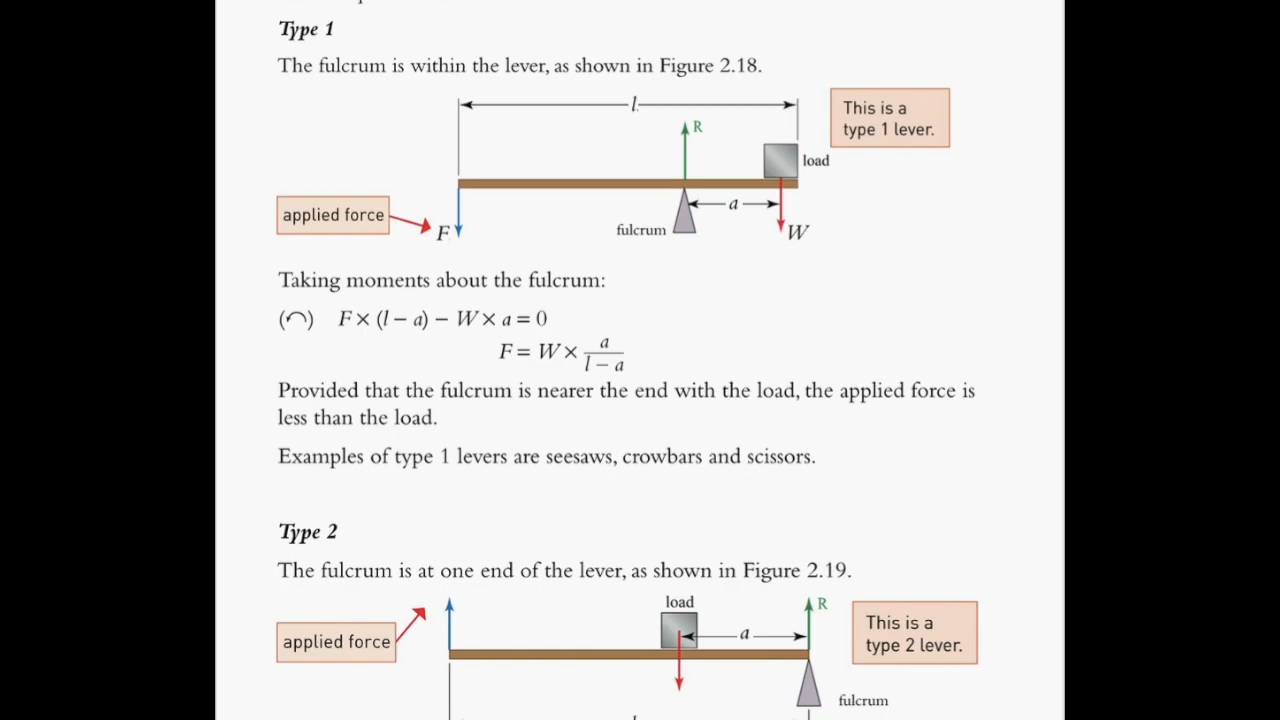 Type 1
The fulcrum is within the lever, as shown in Figure 2.18.
l
This is a
type 1 lever.
R
load
applied force
F
fulcrum
a
W
Taking moments about the fulcrum:
(↶) F × (l − a) − W × a = 0
F = W × a / (l − a)
Provided that the fulcrum is nearer the end with the load, the applied force is
less than the load.
Examples of type 1 levers are seesaws, crowbars and scissors.
Type 2
The fulcrum is at one end of the lever, as shown in Figure 2.19.
load
R
This is a
type 2 lever.
applied force
a
fulcrum